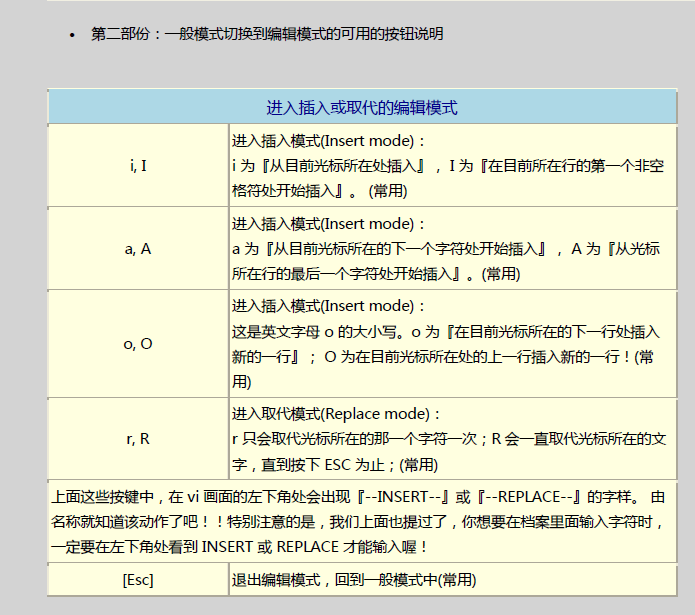 • 第二部份：一般模式切换到编辑模式的可用的按钮说明
进入插入或取代的编辑模式
i, I
进入插入模式(Insert mode)：
i 为『从目前光标所在处插入』， I 为『在目前所在行的第一个非空
格符处开始插入』。 (常用)
a, A
进入插入模式(Insert mode)：
a 为『从目前光标所在的下一个字符处开始插入』， A 为『从光标
所在行的最后一个字符处开始插入』。(常用)
o, O
进入插入模式(Insert mode)：
这是英文字母 o 的大小写。o 为『在目前光标所在的下一行处插入
新的一行』； O 为在目前光标所在处的上一行插入新的一行！(常
用)
r, R
进入取代模式(Replace mode)：
r 只会取代光标所在的那一个字符一次；R 会一直取代光标所在的文
字，直到按下 ESC 为止；(常用)
上面这些按键中，在 vi 画面的左下角处会出现『--INSERT--』或『--REPLACE--』的字样。 由
名称就知道该动作了吧！！特别注意的是，我们上面也提过了，你想要在档案里面输入字符时，
一定要在左下角处看到 INSERT 或 REPLACE 才能输入喔！
[Esc]
退出编辑模式，回到一般模式中(常用)